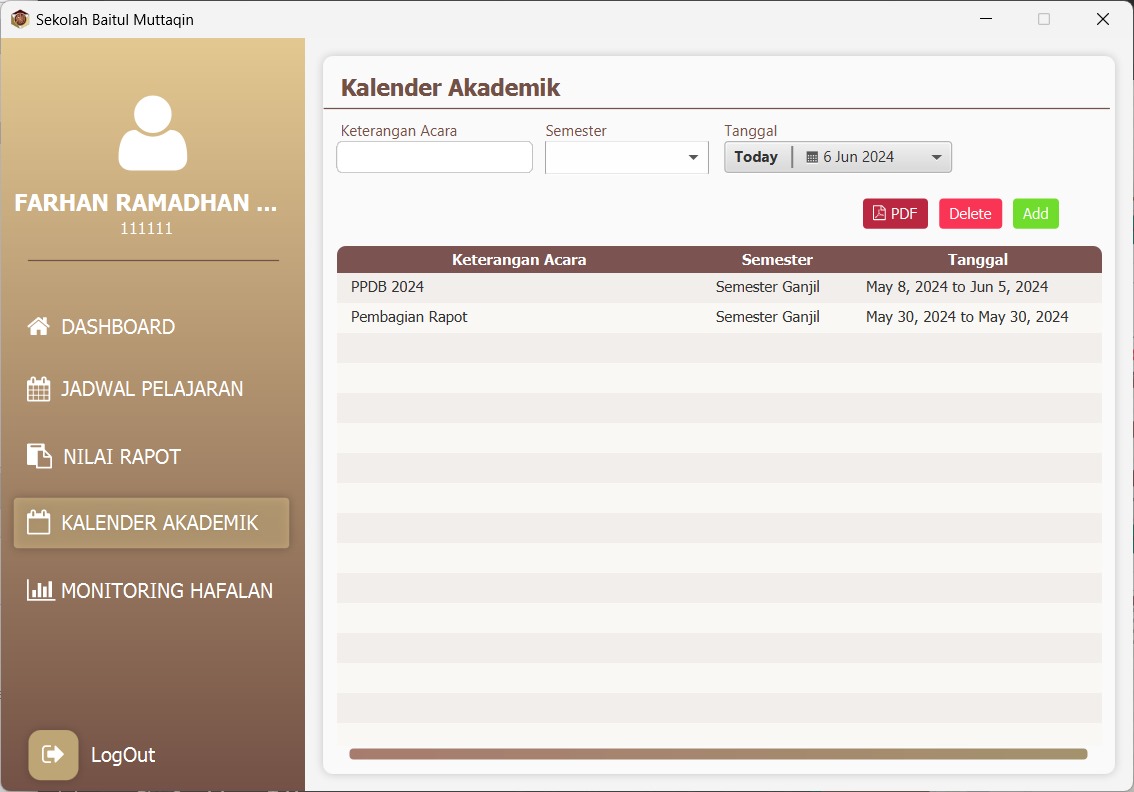 Sekolah Baitul Muttaqin
FARHAN RAMADHAN ...
111111
DASHBOARD
JADWAL PELAJARAN
NILAI RAPOT
KALENDER AKADEMIK
MONITORING HAFALAN
LogOut
Kalender Akademik
Keterangan Acara Semester Tanggal
Today 6 Jun 2024
PDF Delete Add
Keterangan Acara Semester Tanggal
PPDB 2024 Semester Ganjil May 8, 2024 to Jun 5, 2024
Pembagian Rapot Semester Ganjil May 30, 2024 to May 30, 2024